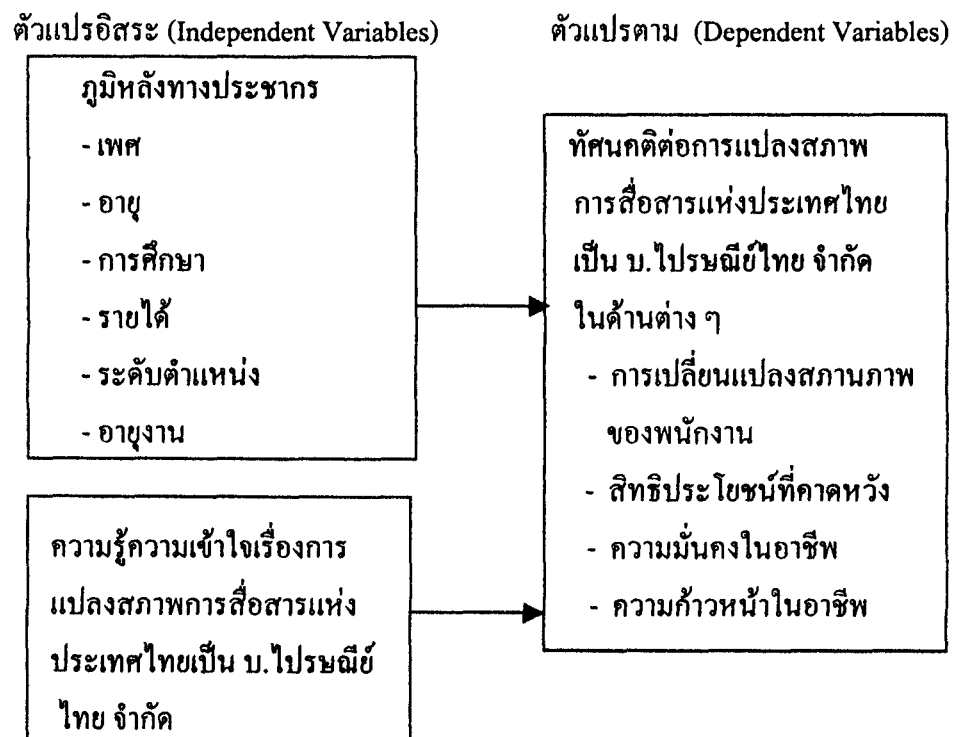 ตัวแปรอิสระ (Independent Variables)
ภูมิหลังทางประชากร
- เพศ
- อายุ
- การศึกษา
- รายได้
- ระดับตำแหน่ง
- อายุงาน
ความรู้ความเข้าใจเรื่องการ
แปลงสภาพการสื่อสารแห่ง
ประเทศไทยเป็น บ.ไปรษณีย์
ไทย จำกัด
ตัวแปรตาม (Dependent Variables)
ทัศนคติต่อการแปลงสภาพ
การสื่อสารแห่งประเทศไทย
เป็น บ.ไปรษณีย์ไทย จำกัด
ในด้านต่าง ๆ
- การเปลี่ยนแปลงสถานภาพ
ของพนักงาน
- สิทธิประโยชน์ที่คาดหวัง
- ความมั่นคงในอาชีพ
- ความก้าวหน้าในอาชีพ